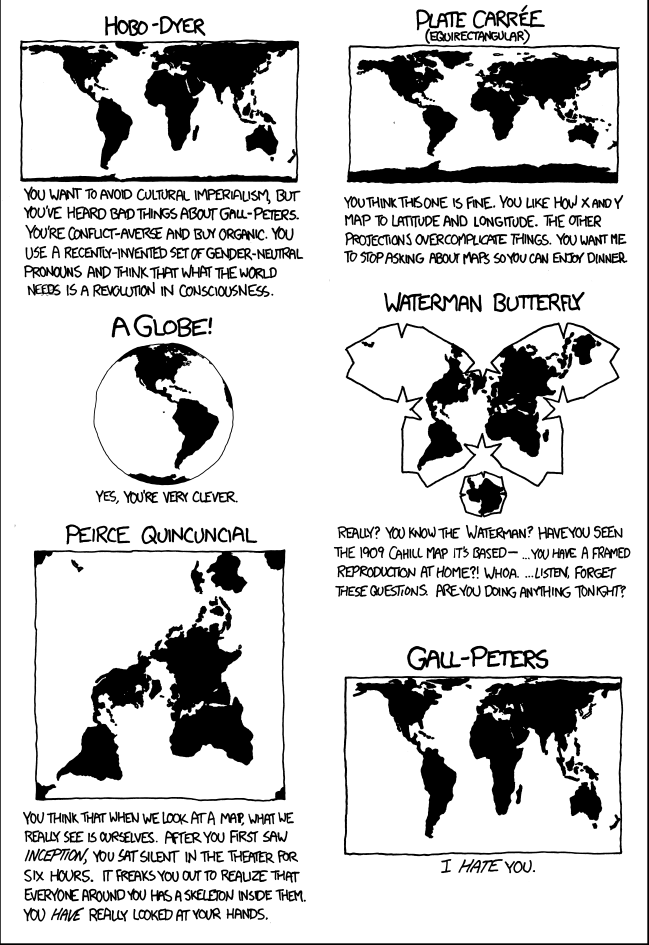 HOBO-DYER
YOU WANT TO AVOID CULTURAL IMPERIALISM, BUT
YOU'VE HEARD BAD THINGS ABOUT GALL-PETERS.
YOU'RE CONFLICT-AVERSE AND BUY ORGANIC. YOU
USE A RECENTLY-INVENTED SET OF GENDER-NEUTRAL
PRONOUNS AND THINK THAT WHAT THE WORLD
NEEDS IS A REVOLUTION IN CONSCIOUSNESS.
PLATE CARRÉE
(EQUIRECTANGULAR)
YOU THINK THIS ONE IS FINE. YOU LIKE HOW X AND Y
MAP TO LATITUDE AND LONGITUDE. THE OTHER
PROJECTIONS OVERCOMPLICATE THINGS. YOU WANT ME
TO STOP ASKING ABOUT MAPS SO YOU CAN ENJOY DINNER.
A GLOBE!
YES, YOU'RE VERY CLEVER.
WATERMAN BUTTERFLY
REALLY? YOU KNOW THE WATERMAN? HAVE YOU SEEN
THE 1909 CAHILL MAP IT'S BASED— ...YOU HAVE A FRAMED
REPRODUCTION AT HOME?! WHOA. ...LISTEN, FORGET
THESE QUESTIONS. ARE YOU DOING ANYTHING TONIGHT?
PEIRCE QUINCUNCIAL
YOU THINK THAT WHEN WE LOOK AT A MAP, WHAT WE
REALLY SEE IS OURSELVES. AFTER YOU FIRST SAW
INCEPTION, YOU SAT SILENT IN THE THEATER FOR
SIX HOURS. IT FREAKS YOU OUT TO REALIZE THAT
EVERYONE AROUND YOU HAS A SKELETON INSIDE THEM.
YOU HAVE REALLY LOOKED AT YOUR HANDS.
GALL-PETERS
I HATE YOU.